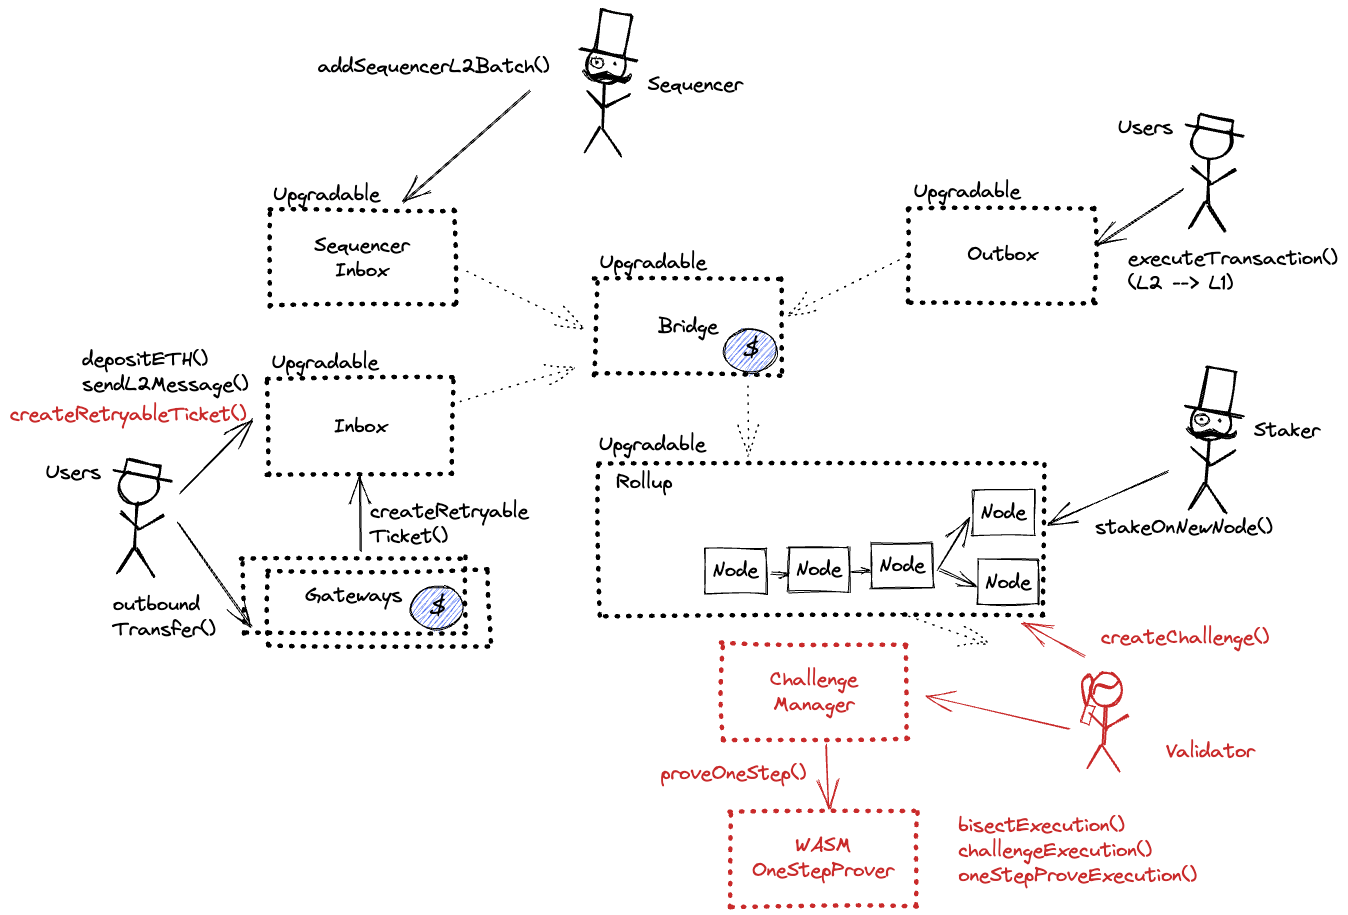 addSequencerL2Batch()
Sequencer
Users
Upgradable
Sequencer
Inbox
Upgradable
Outbox
executeTransaction()
(L2 --> L1)
Upgradable
Bridge
$
depositETH()
sendL2Message()
createRetryableTicket()
Upgradable
Inbox
Users
createRetryable
Ticket()
Gateways
$
outbound
Transfer()
Upgradable
Rollup
Node
Node
Node
Node
Node
Staker
stakeOnNewNode()
createChallenge()
Challenge
Manager
Validator
proveOneStep()
WASM
OneStepProver
bisectExecution()
challengeExecution()
oneStepProveExecution()